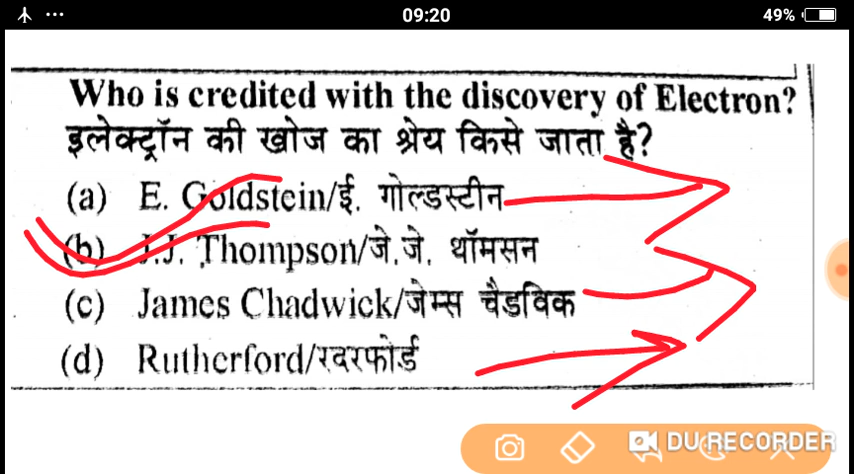 09:20
49%
Who is credited with the discovery of Electron?
इलेक्ट्रॉन की खोज का श्रेय किसे जाता है?
(a) E. Goldstein/ई. गोल्डस्टीन
(b) J.J. Thompson/जे.जे. थॉमसन
(c) James Chadwick/जेम्स चैडविक
(d) Rutherford/रदरफोर्ड
DU RECORDER